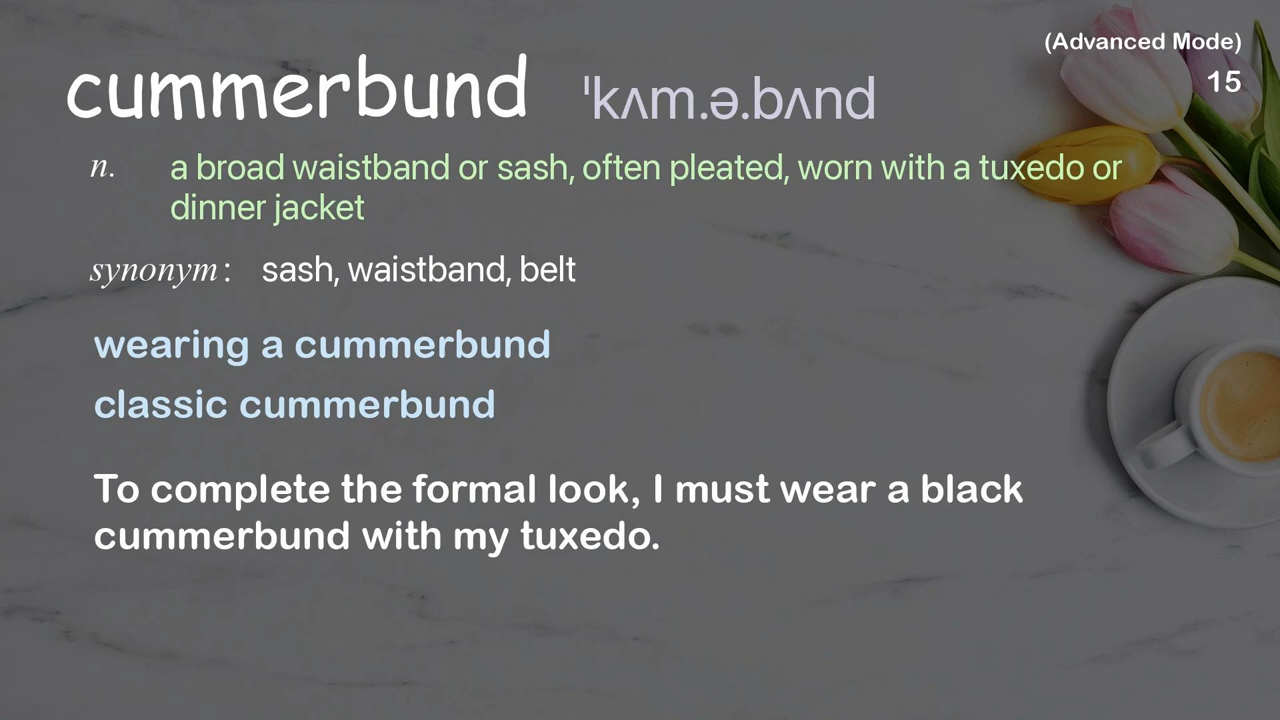 (Advanced Mode)
15
cummerbund ˈkʌm.ə.bʌnd
n. a broad waistband or sash, often pleated, worn with a tuxedo or
dinner jacket
synonym: sash, waistband, belt
wearing a cummerbund
classic cummerbund
To complete the formal look, I must wear a black
cummerbund with my tuxedo.